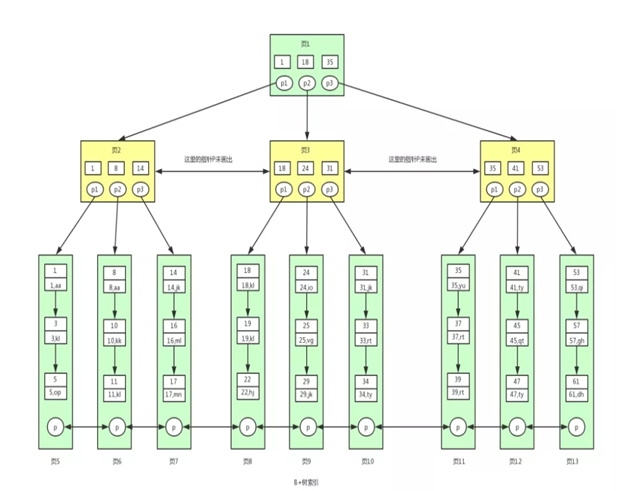 页1
1 18 35
p1 p2 p3
页2 页3 页4
这里的指针P未画出 这里的指针P未画出
1 8 14 18 24 31 35 41 53
p1 p2 p3 p1 p2 p3 p1 p2 p3
1 8 14 18 24 31 35 41 53
1,aa 8,aa 14,jk 18,kl 24,io 31,jk 35,yu 41,ty 53,qi
3 10 16 19 25 33 37 45 57
3,kl 10,kk 16,ml 19,kf 25,vg 33,rt 37,rt 45,qt 57,gh
5 11 17 22 29 34 39 47 61
5,op 11,kl 17,mn 22,hj 29,jk 34,ty 39,rt 47,ty 61,dh
p p p p p p p p p
页5 页6 页7 页8 页9 页10 页11 页12 页13
B+树索引